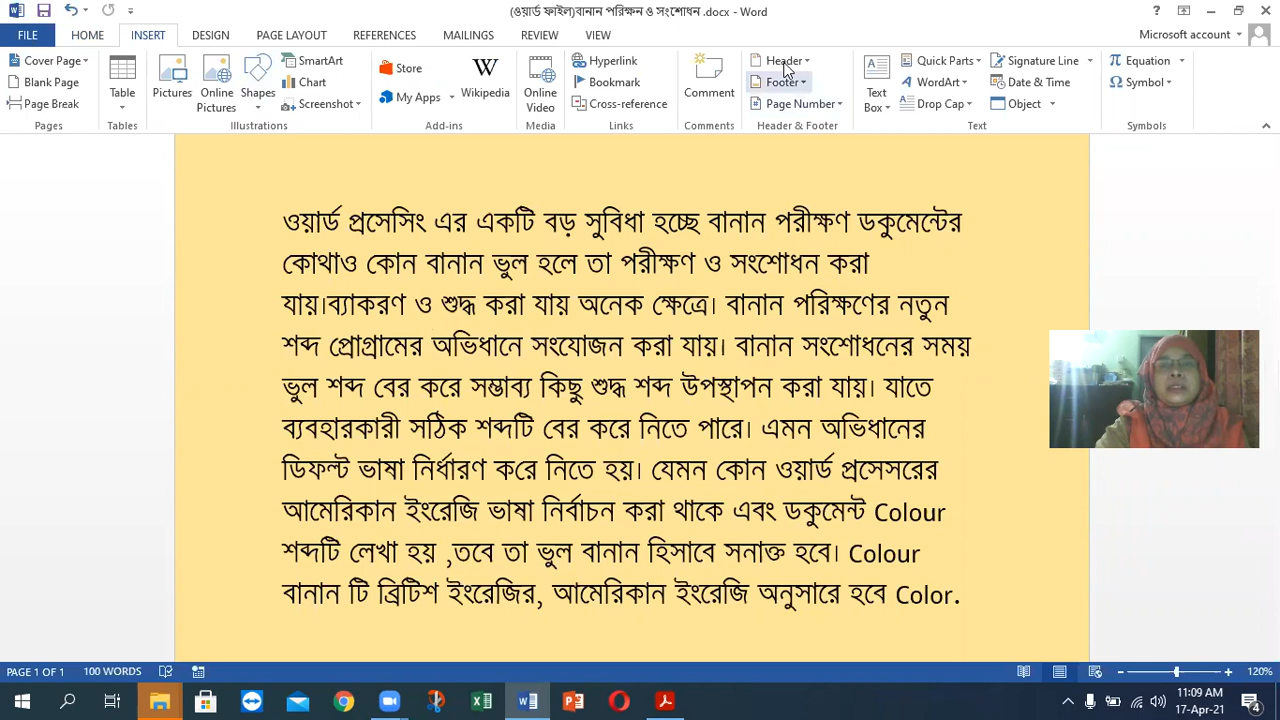 (ওয়ার্ড ফাইল)বানান পরিক্ষন ও সংশোধন .docx - Word
FILE HOME INSERT DESIGN PAGE LAYOUT REFERENCES MAILINGS REVIEW VIEW Microsoft account
Cover Page
Blank Page
Page Break
Pages
Table
Tables
Pictures
Online Pictures
Shapes
SmartArt
Chart
Screenshot
Illustrations
Store
My Apps
W
Wikipedia
Add-ins
Online Video
Media
Hyperlink
Bookmark
Cross-reference
Links
Comment
Comments
Header
Footer
Page Number
Header & Footer
Text Box
Quick Parts
WordArt
Drop Cap
Signature Line
Date & Time
Object
Text
Equation
Symbol
Symbols
ওয়ার্ড প্রসেসিং এর একটি বড় সুবিধা হচ্ছে বানান পরীক্ষণ ডকুমেন্টের
কোথাও কোন বানান ভুল হলে তা পরীক্ষণ ও সংশোধন করা
যায়।ব্যাকরণ ও শুদ্ধ করা যায় অনেক ক্ষেত্রে। বানান পরিক্ষণের নতুন
শব্দ প্রোগ্রামের অভিধানে সংযোজন করা যায়। বানান সংশোধনের সময়
ভুল শব্দ বের করে সম্ভাব্য কিছু শুদ্ধ শব্দ উপস্থাপন করা যায়। যাতে
ব্যবহারকারী সঠিক শব্দটি বের করে নিতে পারে। এমন অভিধানের
ডিফল্ট ভাষা নির্ধারণ করে নিতে হয়। যেমন কোন ওয়ার্ড প্রসেসরের
আমেরিকান ইংরেজি ভাষা নির্বাচন করা থাকে এবং ডকুমেন্ট Colour
শব্দটি লেখা হয় ,তবে তা ভুল বানান হিসাবে সনাক্ত হবে। Colour
বানান টি ব্রিটিশ ইংরেজির, আমেরিকান ইংরেজি অনুসারে হবে Color.
PAGE 1 OF 1 100 WORDS 120%
11:09 AM
17-Apr-21
4